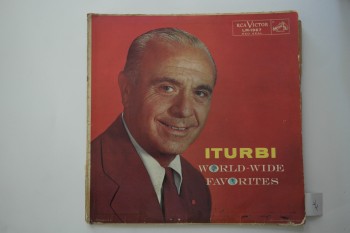 RCA VICTOR
ITURBI
WORLD-WIDE
FAVORITES